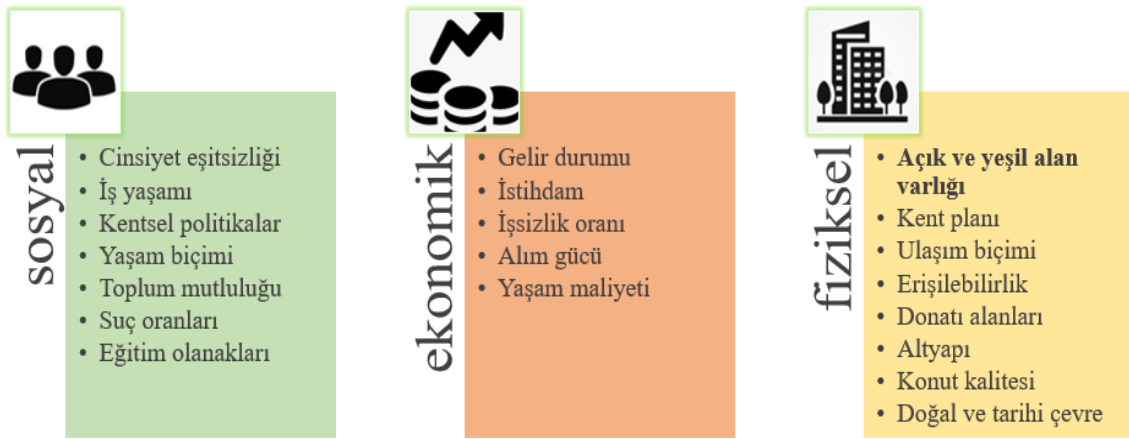 sosyal
• Cinsiyet eşitsizliği
• İş yaşamı
• Kentsel politikalar
• Yaşam biçimi
• Toplum mutluluğu
• Suç oranları
• Eğitim olanakları
ekonomik
• Gelir durumu
• İstihdam
• İşsizlik oranı
• Alım gücü
• Yaşam maliyeti
fiziksel
• Açık ve yeşil alan
varlığı
• Kent planı
• Ulaşım biçimi
• Erişilebilirlik
• Donatı alanları
• Altyapı
• Konut kalitesi
• Doğal ve tarihi çevre